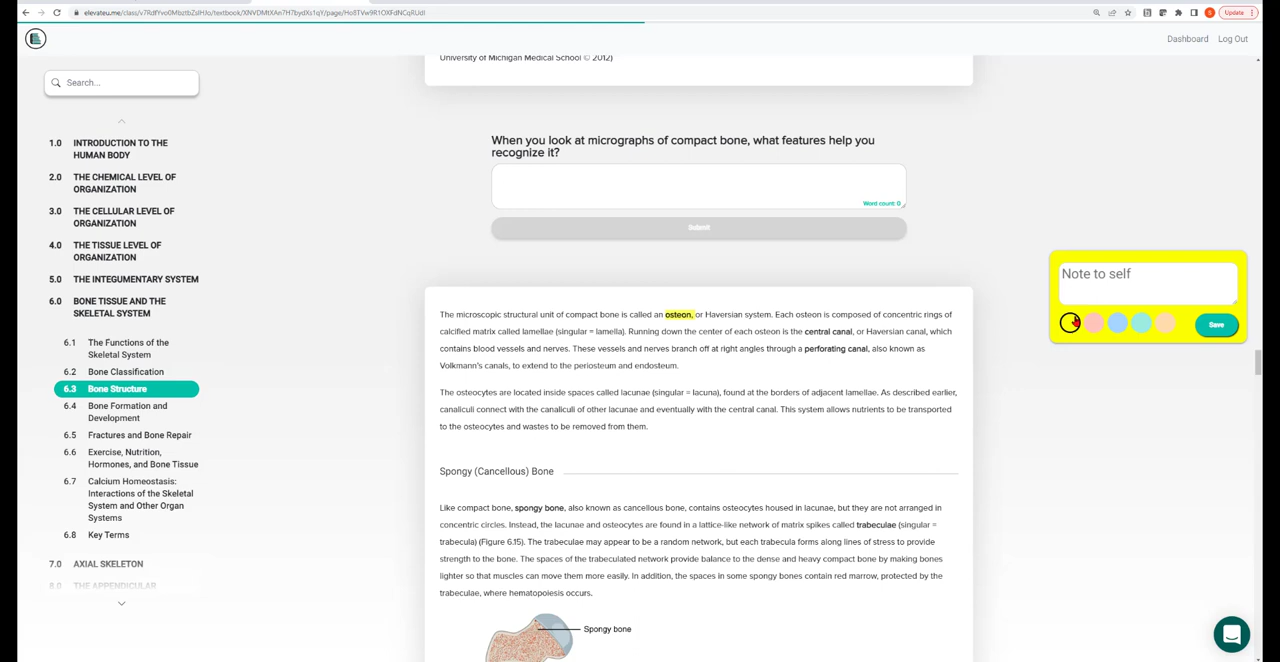 elevateu.me/class/v7RdfYvo0MbztbZslHJo/textbook/XNVDMtXAn7H7bydXs1qY/page/Ho8TVw9R1OXFdNCqRUdI
Update
Dashboard
Log Out
Search...
1.0 INTRODUCTION TO THE
HUMAN BODY
2.0 THE CHEMICAL LEVEL OF
ORGANIZATION
3.0 THE CELLULAR LEVEL OF
ORGANIZATION
4.0 THE TISSUE LEVEL OF
ORGANIZATION
5.0 THE INTEGUMENTARY SYSTEM
6.0 BONE TISSUE AND THE
SKELETAL SYSTEM
6.1 The Functions of the
Skeletal System
6.2 Bone Classification
6.3 Bone Structure
6.4 Bone Formation and
Development
6.5 Fractures and Bone Repair
6.6 Exercise, Nutrition,
Hormones, and Bone Tissue
6.7 Calcium Homeostasis:
Interactions of the Skeletal
System and Other Organ
Systems
6.8 Key Terms
7.0 AXIAL SKELETON
8.0 THE APPENDICULAR
University of Michigan Medical School © 2012)
When you look at micrographs of compact bone, what features help you
recognize it?
Word count: 0
Submit
The microscopic structural unit of compact bone is called an osteon, or Haversian system. Each osteon is composed of concentric rings of
calcified matrix called lamellae (singular = lamella). Running down the center of each osteon is the central canal, or Haversian canal, which
contains blood vessels and nerves. These vessels and nerves branch off at right angles through a perforating canal, also known as
Volkmann's canals, to extend to the periosteum and endosteum.
The osteocytes are located inside spaces called lacunae (singular = lacuna), found at the borders of adjacent lamellae. As described earlier,
canaliculi connect with the canaliculi of other lacunae and eventually with the central canal. This system allows nutrients to be transported
to the osteocytes and wastes to be removed from them.
Spongy (Cancellous) Bone
Like compact bone, spongy bone, also known as cancellous bone, contains osteocytes housed in lacunae, but they are not arranged in
concentric circles. Instead, the lacunae and osteocytes are found in a lattice-like network of matrix spikes called trabeculae (singular =
trabecula) (Figure 6.15). The trabeculae may appear to be a random network, but each trabecula forms along lines of stress to provide
strength to the bone. The spaces of the trabeculated network provide balance to the dense and heavy compact bone by making bones
lighter so that muscles can move them more easily. In addition, the spaces in some spongy bones contain red marrow, protected by the
trabeculae, where hematopoiesis occurs.
Spongy bone
Note to self
Save